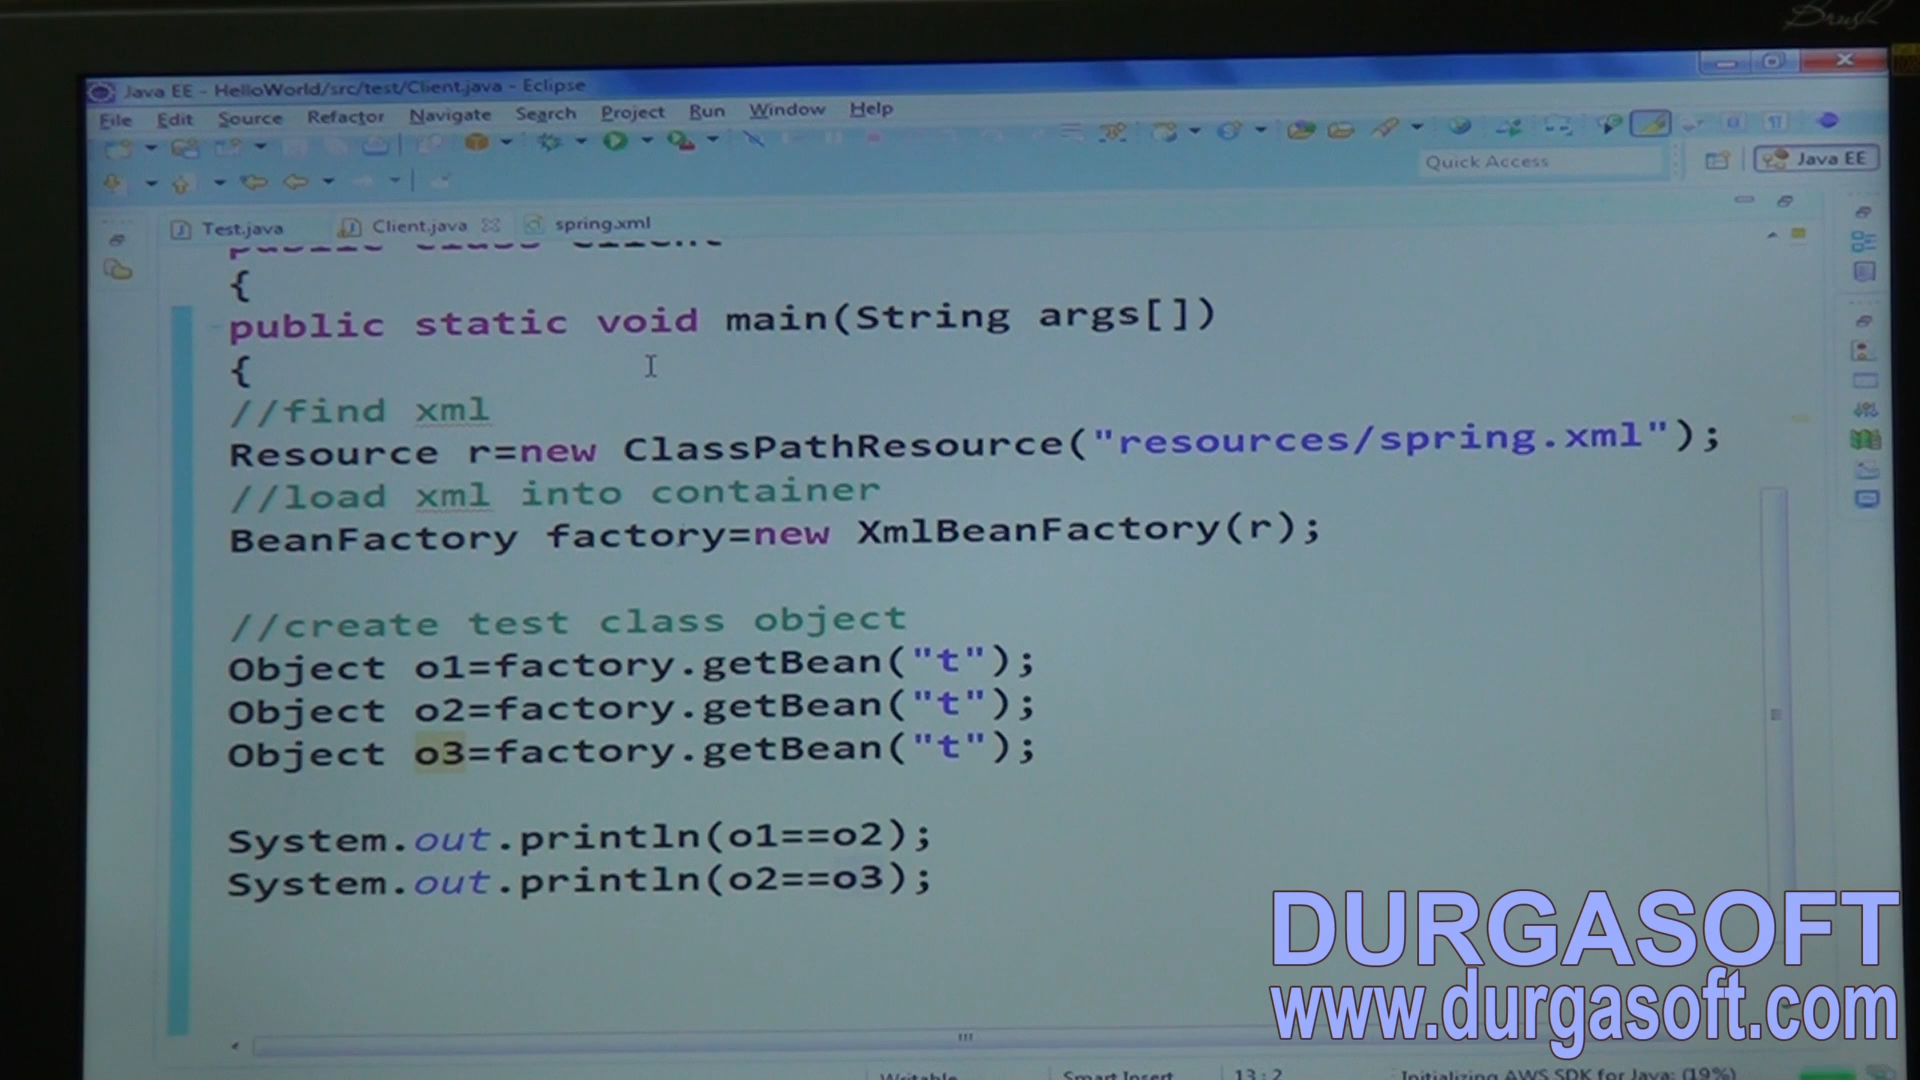 Brush
Java EE - HelloWorld/src/test/Client.java - Eclipse
File Edit Source Refactor Navigate Search Project Run Window Help
Quick Access
Java EE
Test.java Client.java spring.xml
public class Client
{
public static void main(String args[])
{
//find xml
Resource r=new ClassPathResource("resources/spring.xml");
//load xml into container
BeanFactory factory=new XmlBeanFactory(r);
//create test class object
Object o1=factory.getBean("t");
Object o2=factory.getBean("t");
Object o3=factory.getBean("t");
System.out.println(o1==o2);
System.out.println(o2==o3);
Writable Smart Insert 13:2 Initializing AWS SDK for Java: (19%)
DURGASOFT
www.durgasoft.com